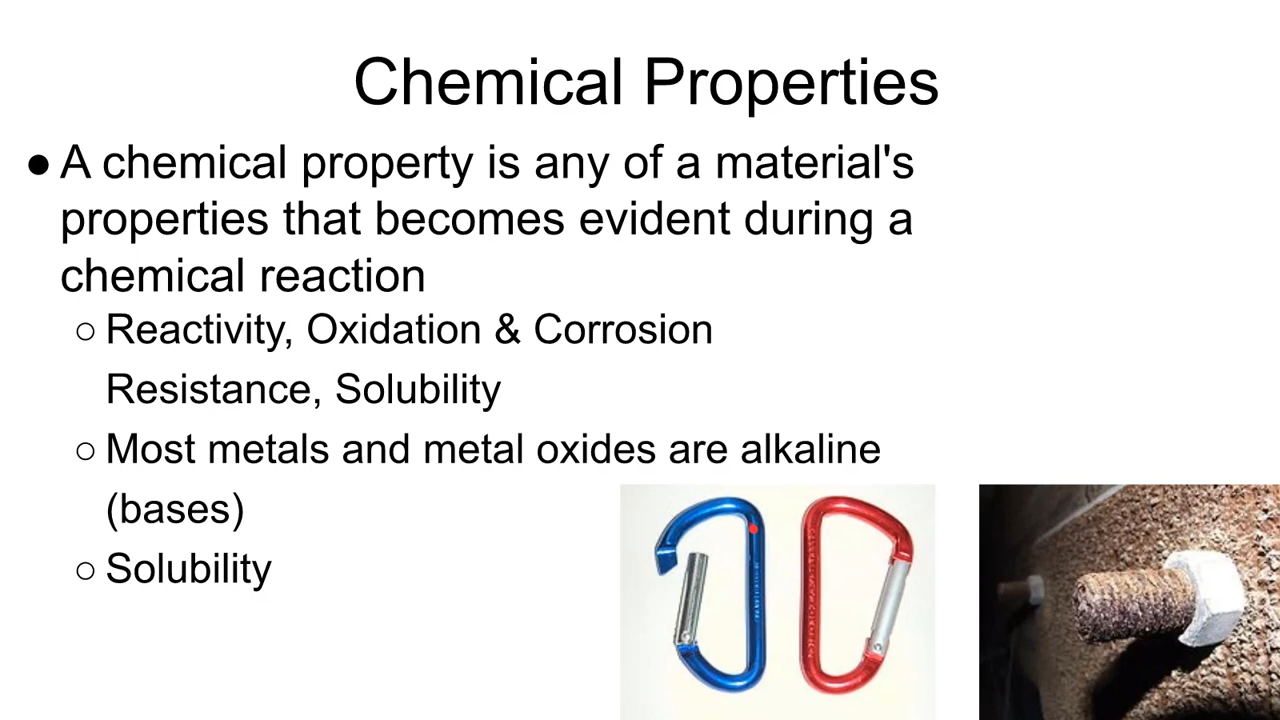 Chemical Properties
● A chemical property is any of a material's
properties that becomes evident during a
chemical reaction
○ Reactivity, Oxidation & Corrosion
Resistance, Solubility
○ Most metals and metal oxides are alkaline
(bases)
○ Solubility